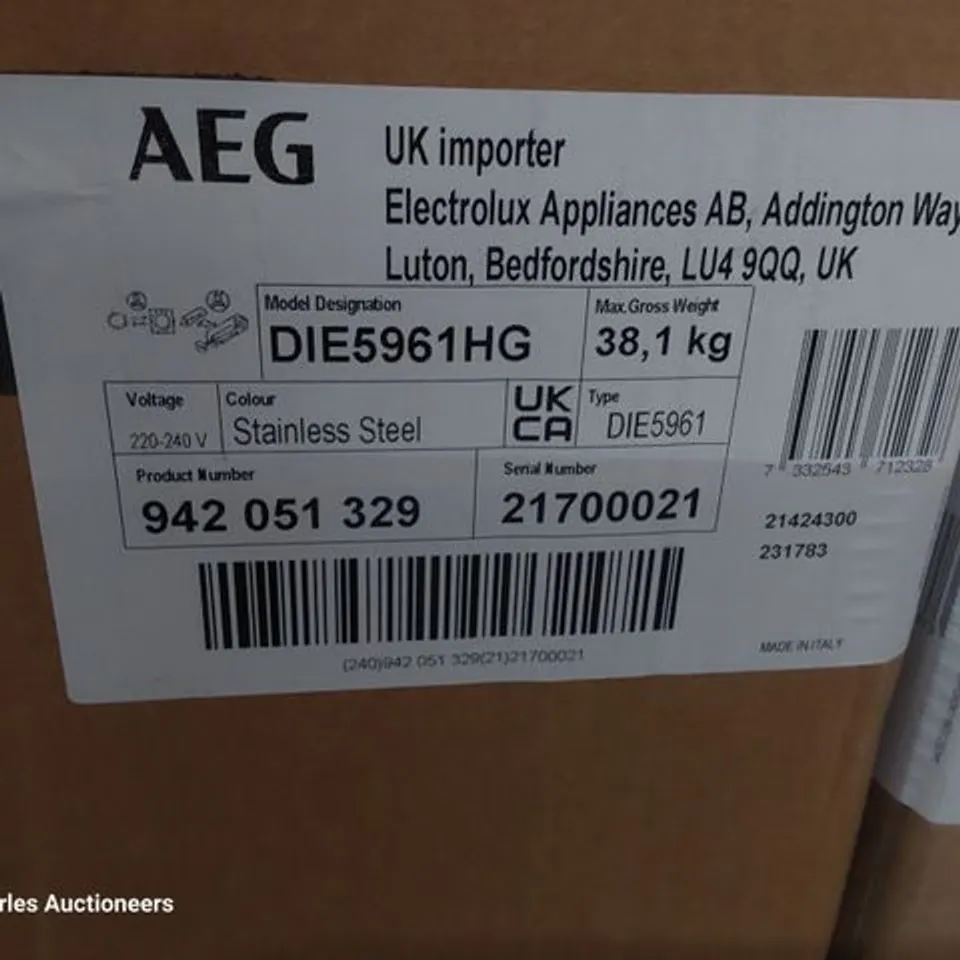 AEG
UK importer
Electrolux Appliances AB, Addington Way
Luton, Bedfordshire, LU4 9QQ, UK
Model Designation
DIE5961HG
Max.Gross Weight
38,1 kg
Voltage
220-240 V
Colour
Stainless Steel
UK
CA
Type
DIE5961
Product Number
942 051 329
Serial Number
21700021
7 332543 712328
21424300
231783
(240)942 051 329(21)21700021
MADE IN ITALY
rles Auctioneers